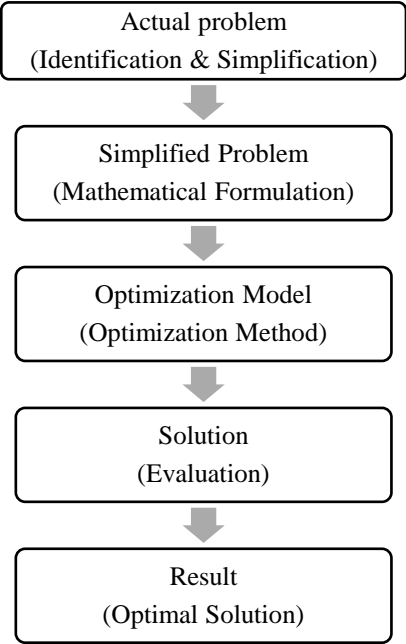 Actual problem
(Identification & Simplification)
Simplified Problem
(Mathematical Formulation)
Optimization Model
(Optimization Method)
Solution
(Evaluation)
Result
(Optimal Solution)